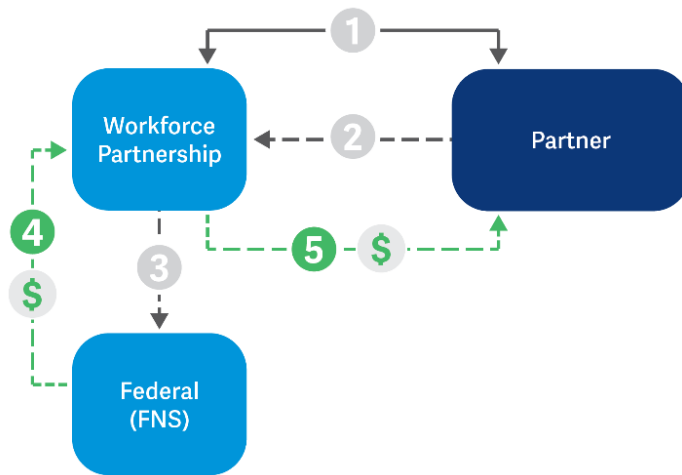 1
Workforce
Partnership
2
Partner
4
5 $
3
$
Federal
(FNS)